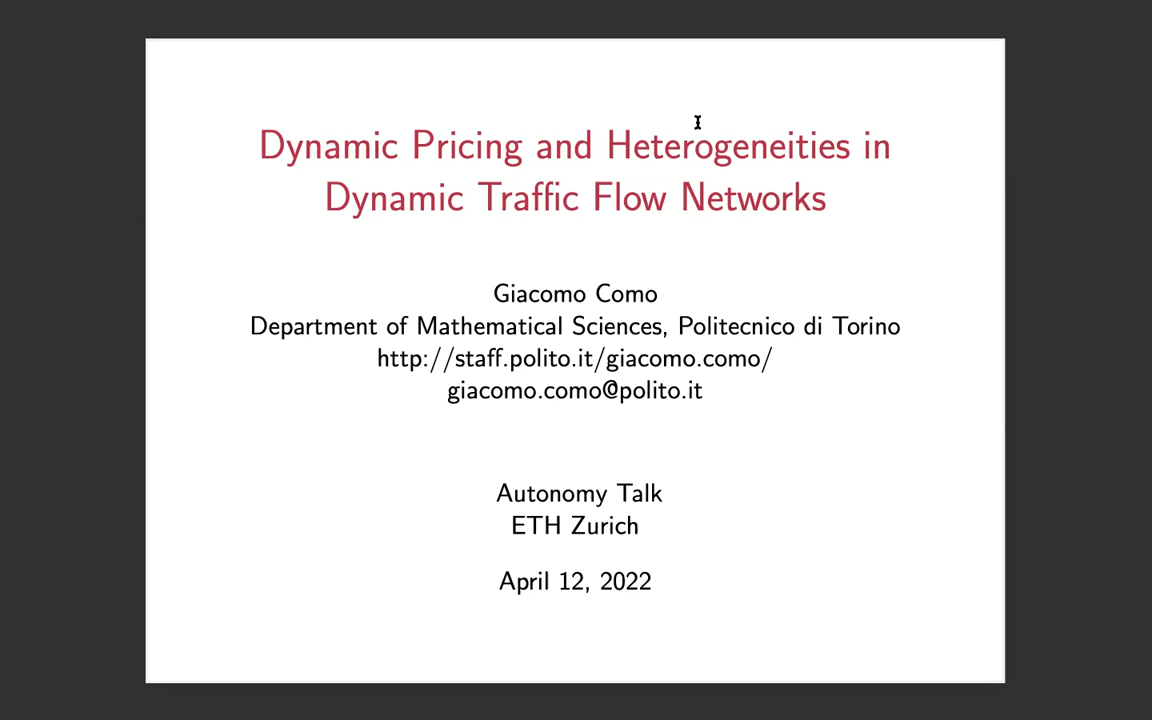 Dynamic Pricing and Heterogeneities in
Dynamic Traffic Flow Networks
Giacomo Como
Department of Mathematical Sciences, Politecnico di Torino
http://staff.polito.it/giacomo.como/
giacomo.como@polito.it
Autonomy Talk
ETH Zurich
April 12, 2022